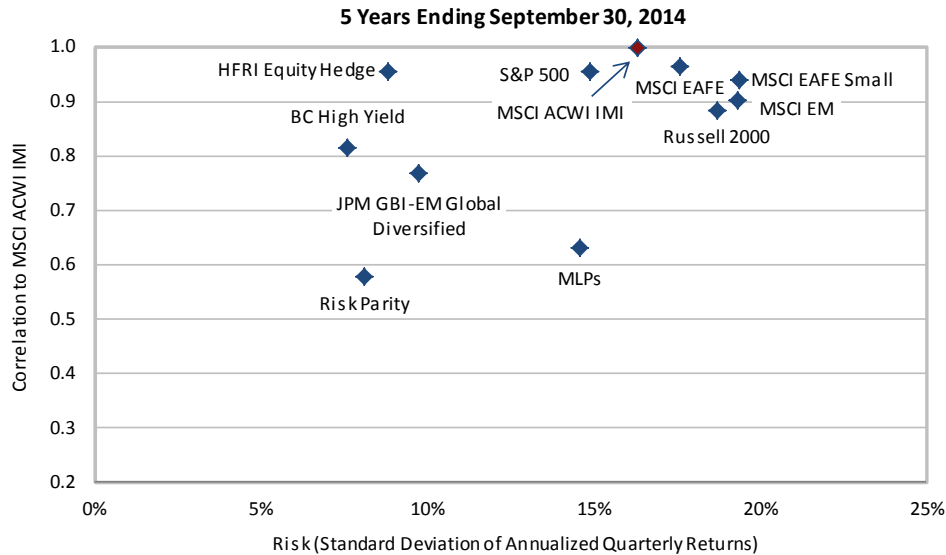 5 Years Ending September 30, 2014
Correlation to MSCI ACWI IMI
1.0
0.9
0.8
0.7
0.6
0.5
0.4
0.3
0.2
HFRI Equity Hedge
S&P 500
MSCI ACWI IMI
MSCI EAFE
MSCI EAFE Small
MSCI EM
Russell 2000
BC High Yield
JPM GBI-EM Global
Diversified
MLPs
Risk Parity
0%
5%
10%
15%
20%
25%
Risk (Standard Deviation of Annualized Quarterly Returns)